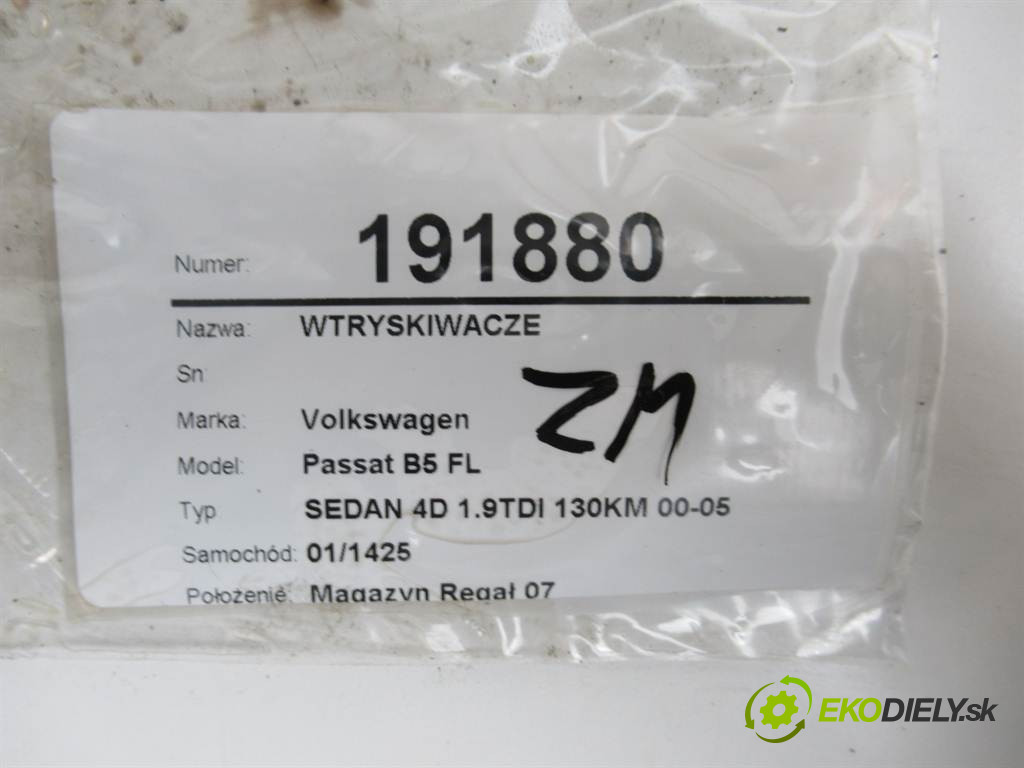 Numer: 191880
Nazwa: WTRYSKIWACZE
Sn
ZM
Marka: Volkswagen
Model: Passat B5 FL
Typ SEDAN 4D 1.9TDI 130KM 00-05
Samochód: 01/1425
Położenie: Magazyn Regał 07
EKODIELY.sk